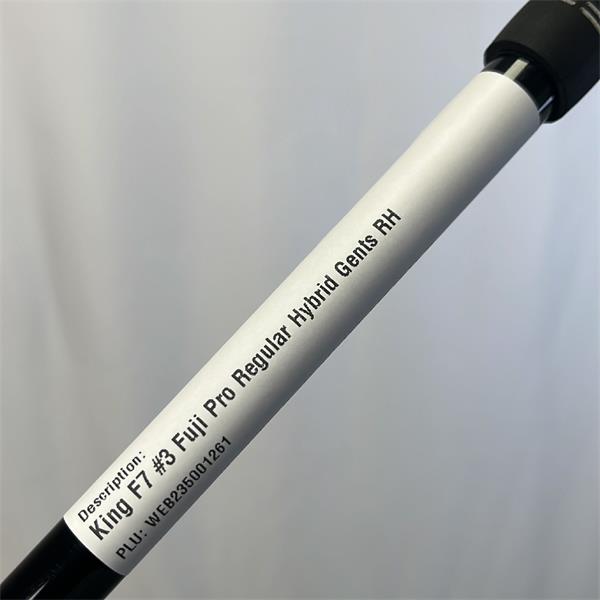 Description:
King F7 #3 Fuji Pro Regular Hybrid Gents RH
PLU: WEB235001261